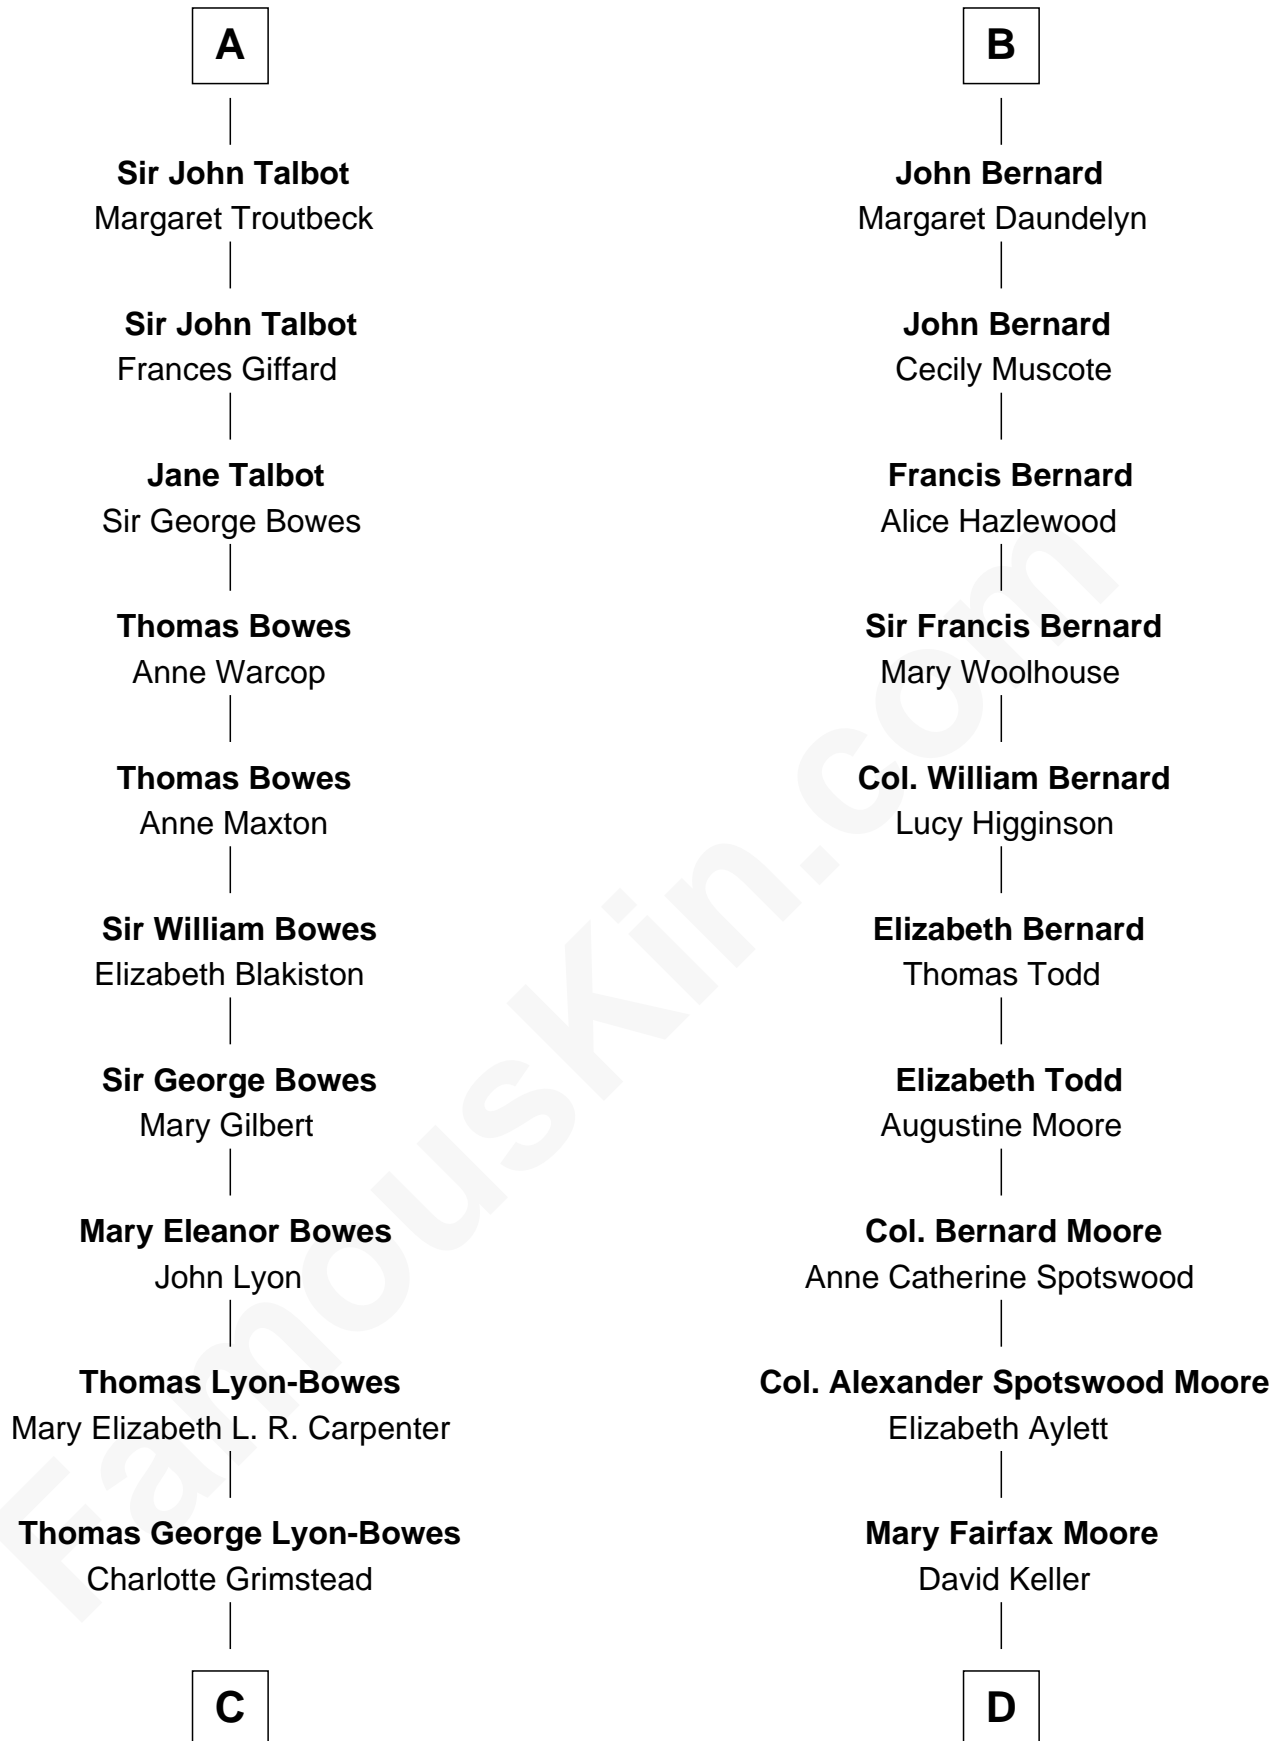 A
Sir John Talbot
Margaret Troutbeck
Sir John Talbot
Frances Giffard
Jane Talbot
Sir George Bowes
Thomas Bowes
Anne Warcop
Thomas Bowes
Anne Maxton
Sir William Bowes
Elizabeth Blakiston
Sir George Bowes
Mary Gilbert
Mary Eleanor Bowes
John Lyon
Thomas Lyon-Bowes
Mary Elizabeth L. R. Carpenter
Thomas George Lyon-Bowes
Charlotte Grimstead
C
B
John Bernard
Margaret Daundelyn
John Bernard
Cecily Muscote
Francis Bernard
Alice Hazlewood
Sir Francis Bernard
Mary Woolhouse
Col. William Bernard
Lucy Higginson
Elizabeth Bernard
Thomas Todd
Elizabeth Todd
Augustine Moore
Col. Bernard Moore
Anne Catherine Spotswood
Col. Alexander Spotswood Moore
Elizabeth Aylett
Mary Fairfax Moore
David Keller
D
FamousKin.com